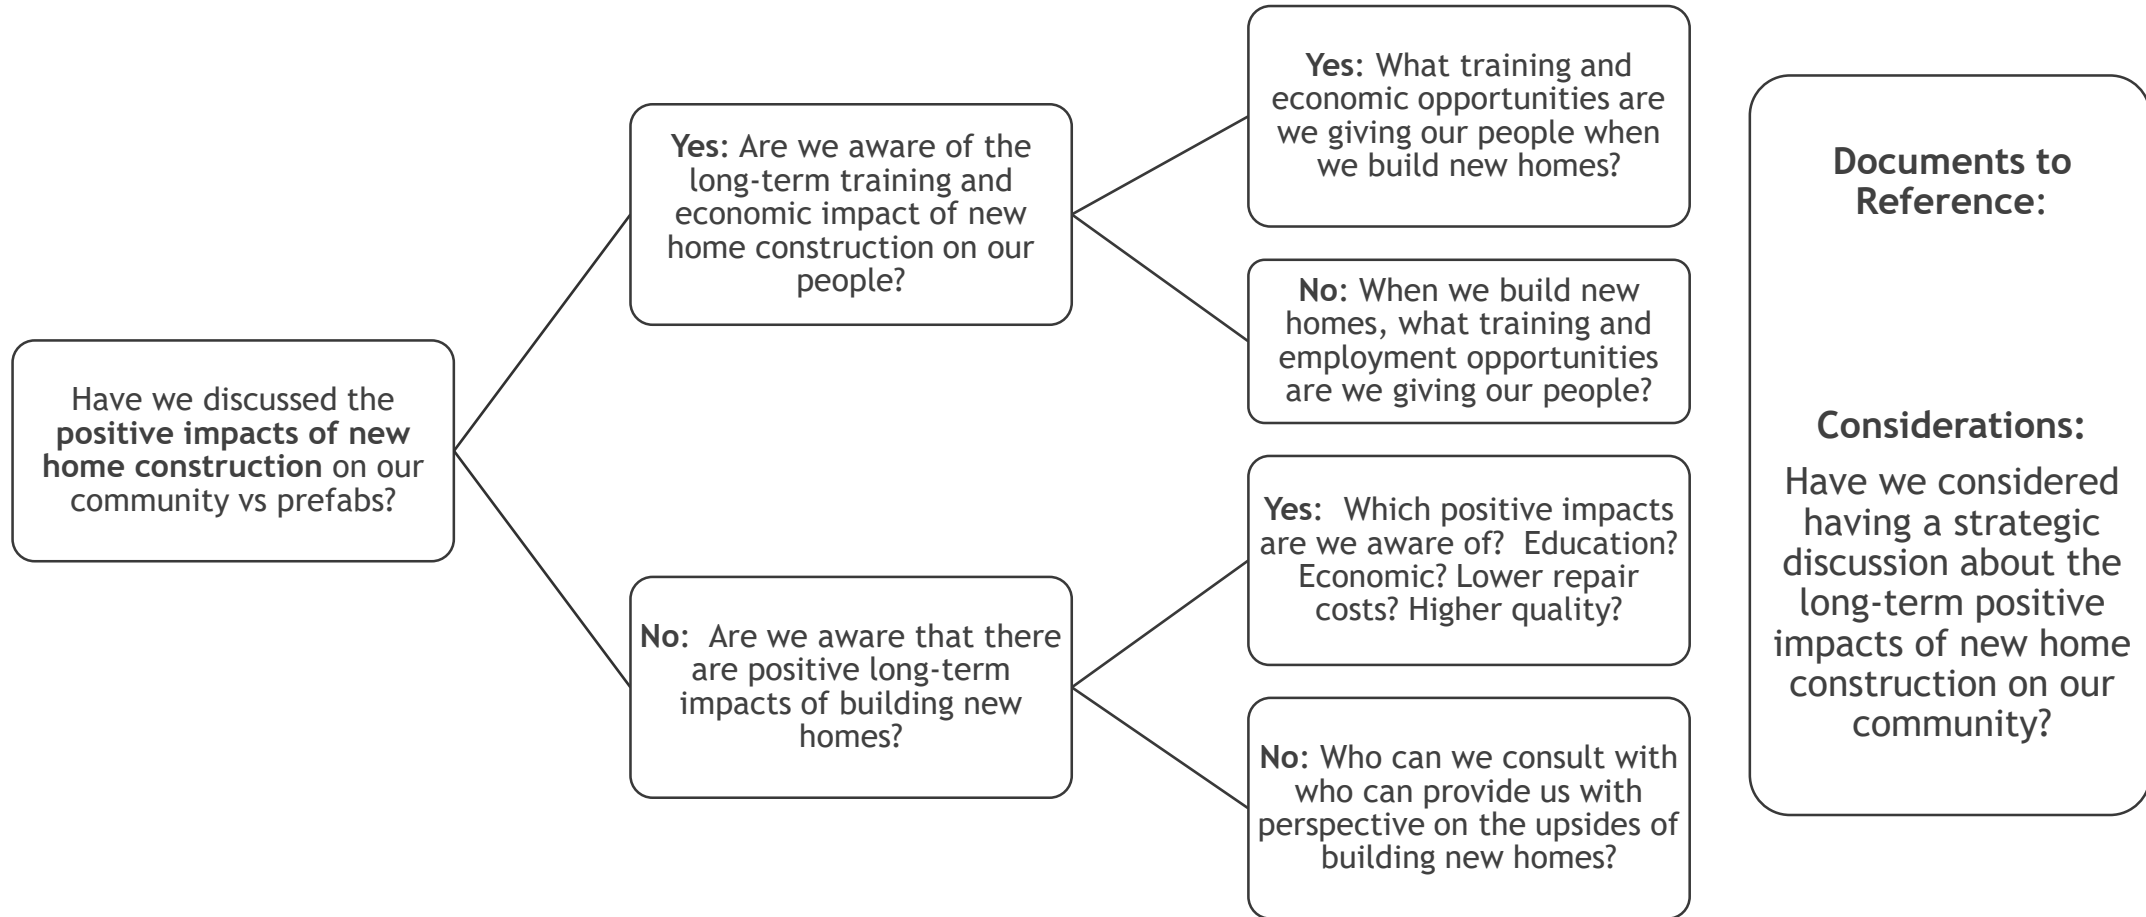 Have we discussed the
positive impacts of new
home construction on our
community vs prefabs?
Yes: Are we aware of the
long-term training and
economic impact of new
home construction on our
people?
Yes: What training and
economic opportunities are
we giving our people when
we build new homes?
No: When we build new
homes, what training and
employment opportunities
are we giving our people?
No:  Are we aware that there
are positive long-term
impacts of building new
homes?
Yes:  Which positive impacts
are we aware of?  Education?
Economic? Lower repair
costs? Higher quality?
No: Who can we consult with
who can provide us with
perspective on the upsides of
building new homes?
Documents to
Reference:
Considerations:
Have we considered
having a strategic
discussion about the
long-term positive
impacts of new home
construction on our
community?